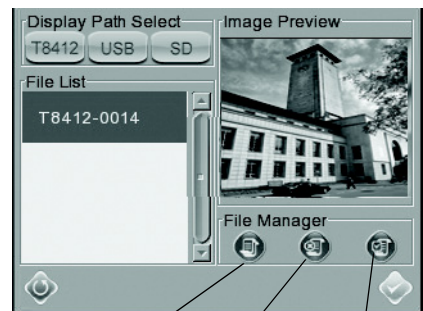 Display Path Select
T8412 USB SD
File List
T8412-0014
Image Preview
File Manager